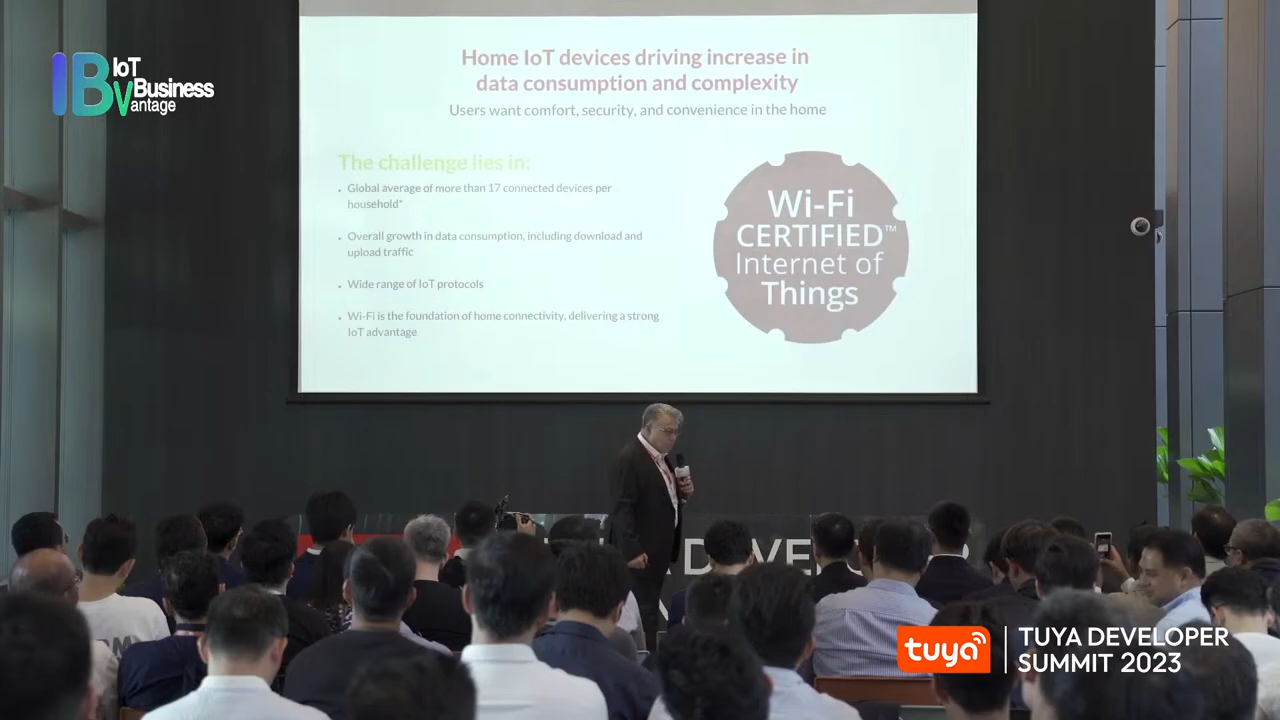 IB IoT
Business
Vantage
Home IoT devices driving increase in
data consumption and complexity
Users want comfort, security, and convenience in the home
The challenge lies in:
• Global average of more than 17 connected devices per
household*
• Overall growth in data consumption, including download and
upload traffic
• Wide range of IoT protocols
• Wi-Fi is the foundation of home connectivity, delivering a strong
IoT advantage
Wi-Fi
CERTIFIED™
Internet of
Things
tuya
TUYA DEVELOPER
SUMMIT 2023